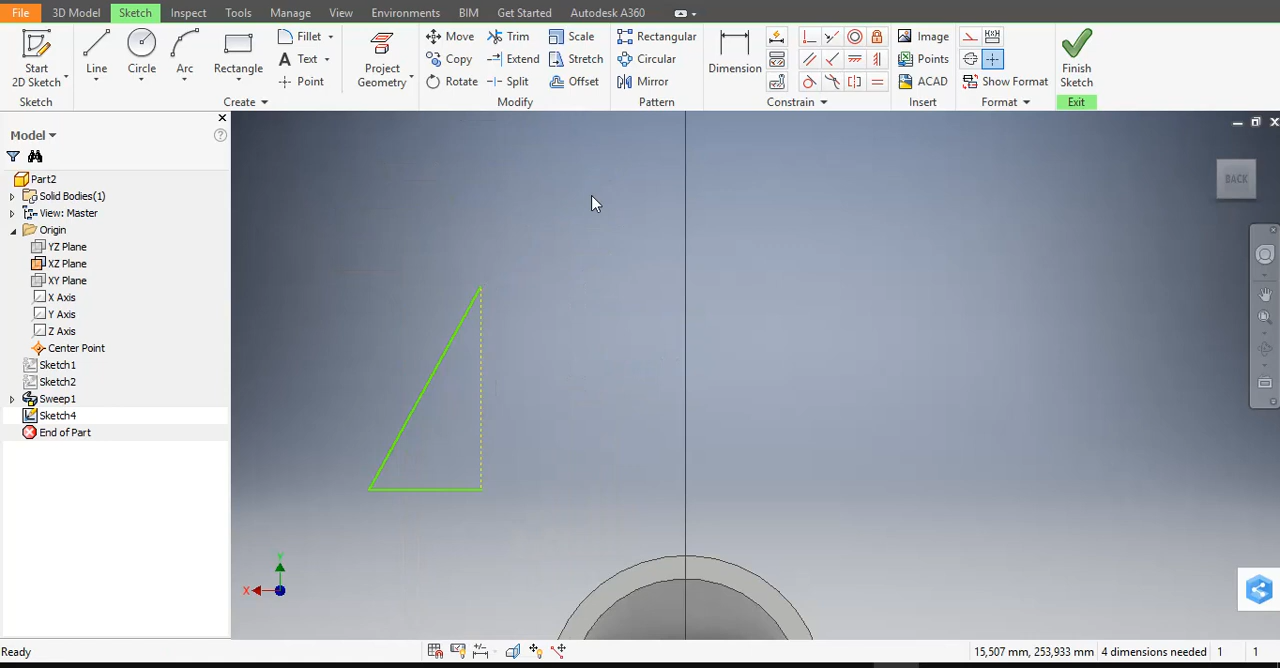 File 3D Model Sketch Inspect Tools Manage View Environments BIM Get Started Autodesk A360
Start 2D Sketch
Line
Circle
Arc
Rectangle
Fillet
Text
Point
Project Geometry
Move
Copy
Rotate
Trim
Extend
Split
Scale
Stretch
Offset
Rectangular
Circular
Mirror
Dimension
Image
Points
ACAD
Show Format
Finish Sketch
Sketch Create Modify Pattern Constrain Insert Format Exit
Model
Part2
Solid Bodies(1)
View: Master
Origin
YZ Plane
XZ Plane
XY Plane
X Axis
Y Axis
Z Axis
Center Point
Sketch1
Sketch2
Sweep1
Sketch4
End of Part
BACK
Y
X
Ready 15,507 mm, 253,933 mm 4 dimensions needed 1 1